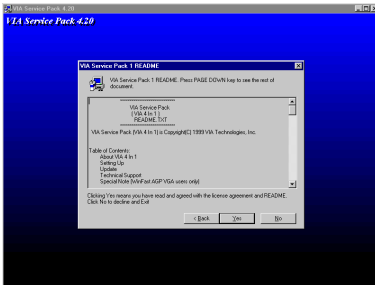 VIA Service Pack 4.20
VIA Service Pack 4.20
VIA Service Pack 1 README
VIA Service Pack 1 README. Press PAGE DOWN key to see the rest of
document.
---------------------------
VIA Service Pack
( VIA 4 In 1 )
README.TXT
---------------------------
VIA Service Pack (VIA 4 In 1) is Copyright(C) 1999 VIA Technologies, Inc.
Table of Contents:
About VIA 4 In 1
Setting Up
Update
Technical Support
Special Note (WinFast AGP VGA users only)
Clicking Yes means you have read and agreed with the license agreement and README.
Click No to decline and Exit
< Back
Yes
No